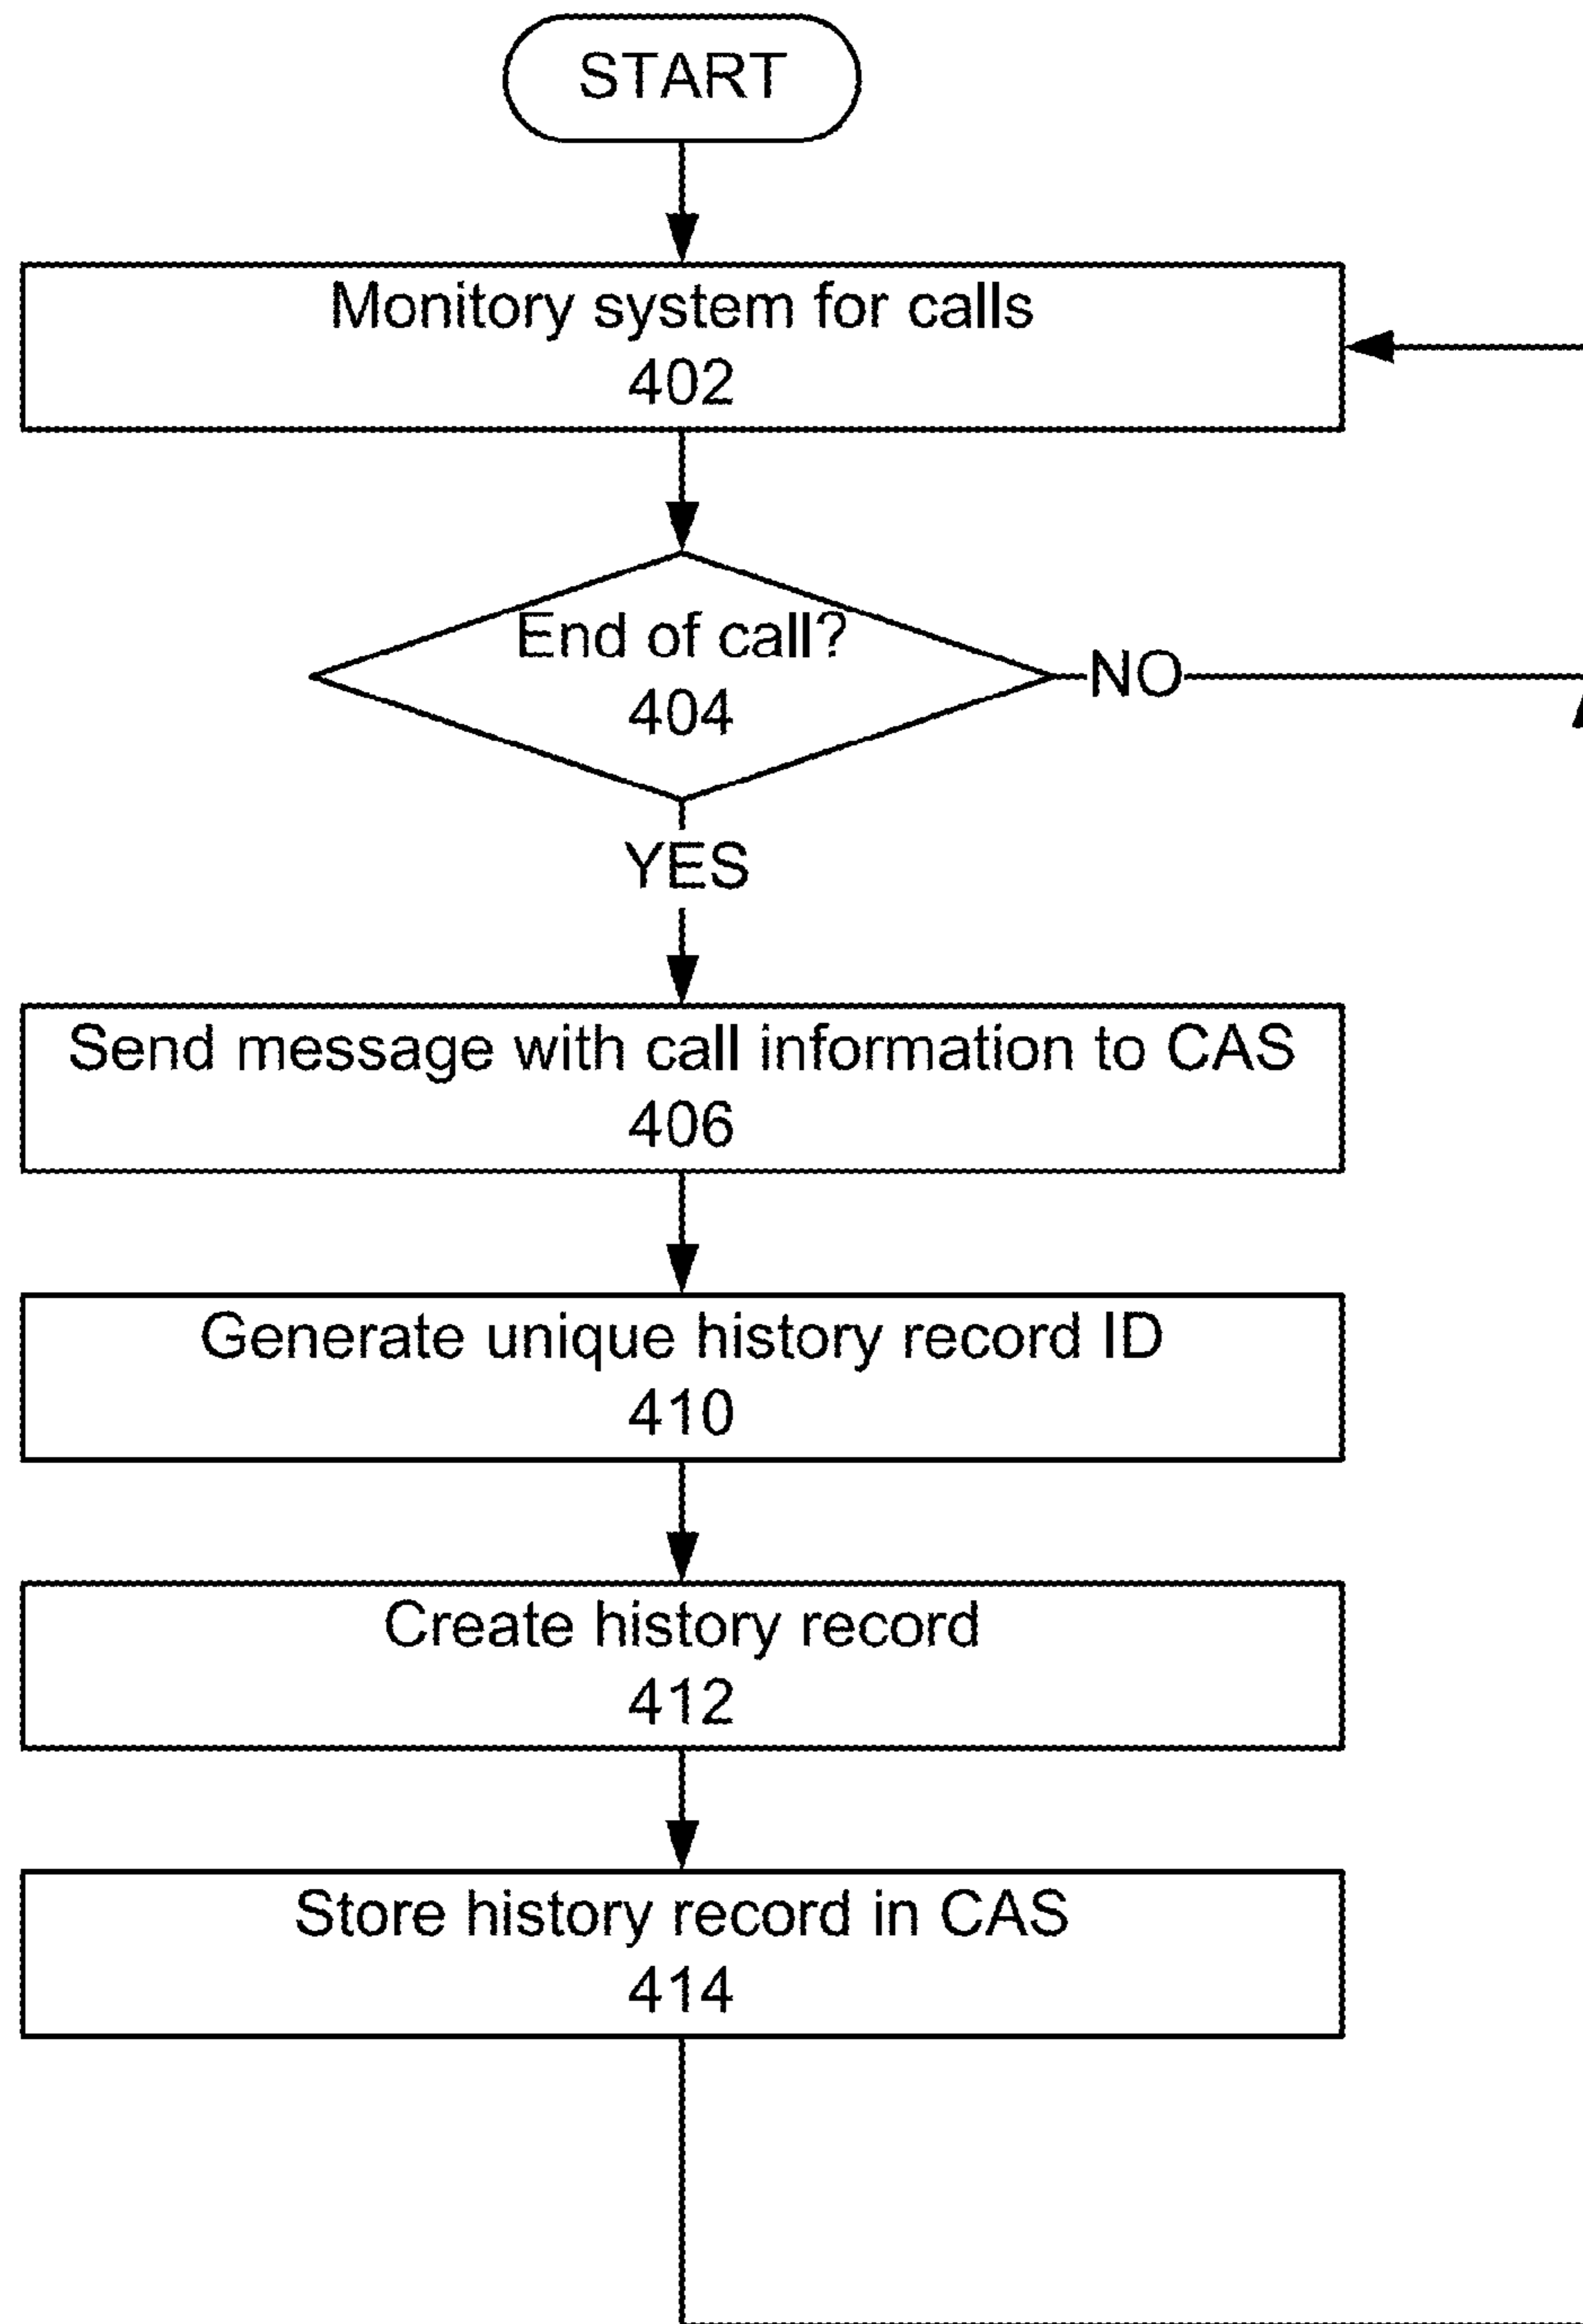 START
Monitory system for calls
402
End of call?
404
NO
YES
Send message with call information to CAS
406
Generate unique history record ID
410
Create history record
412
Store history record in CAS
414